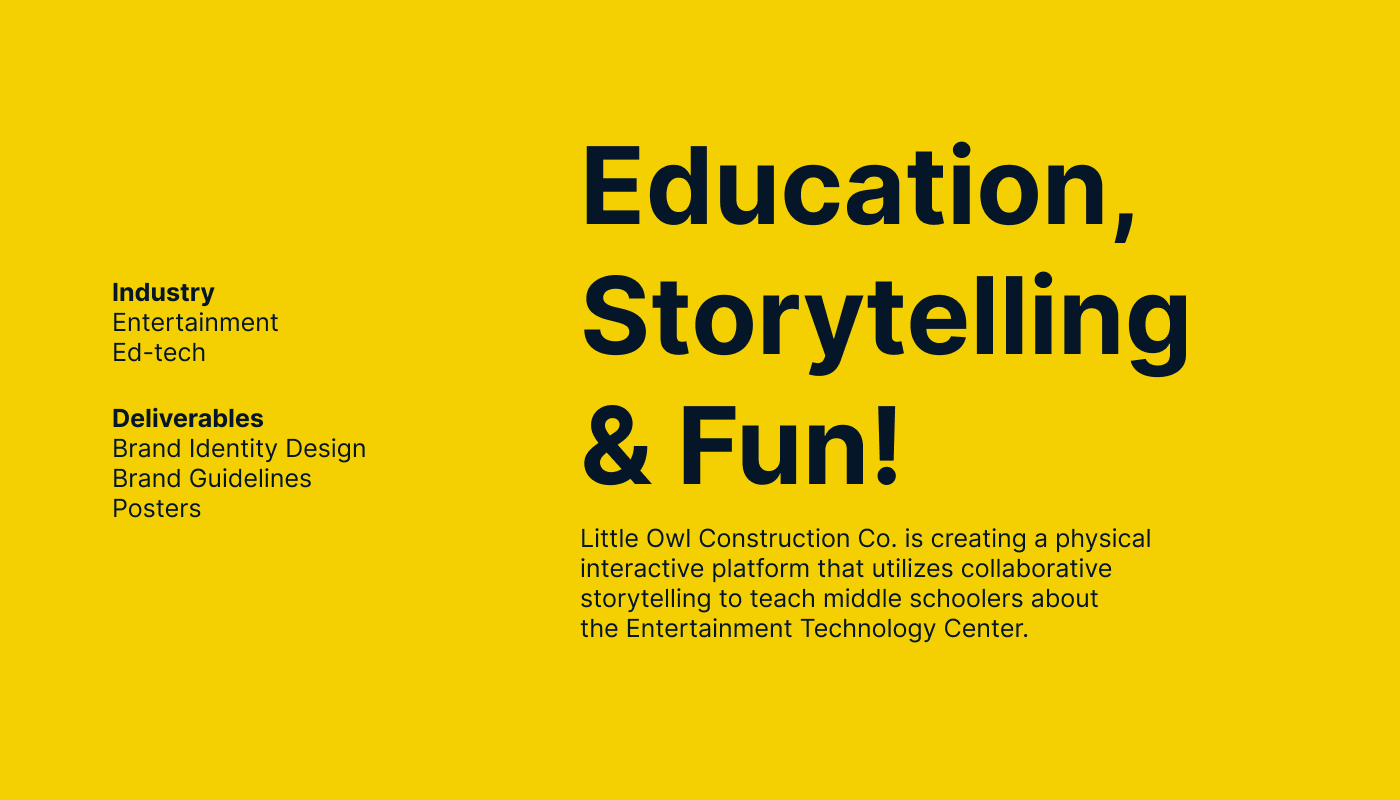 Industry
Entertainment
Ed-tech
Deliverables
Brand Identity Design
Brand Guidelines
Posters
Education,
Storytelling
& Fun!
Little Owl Construction Co. is creating a physical
interactive platform that utilizes collaborative
storytelling to teach middle schoolers about
the Entertainment Technology Center.